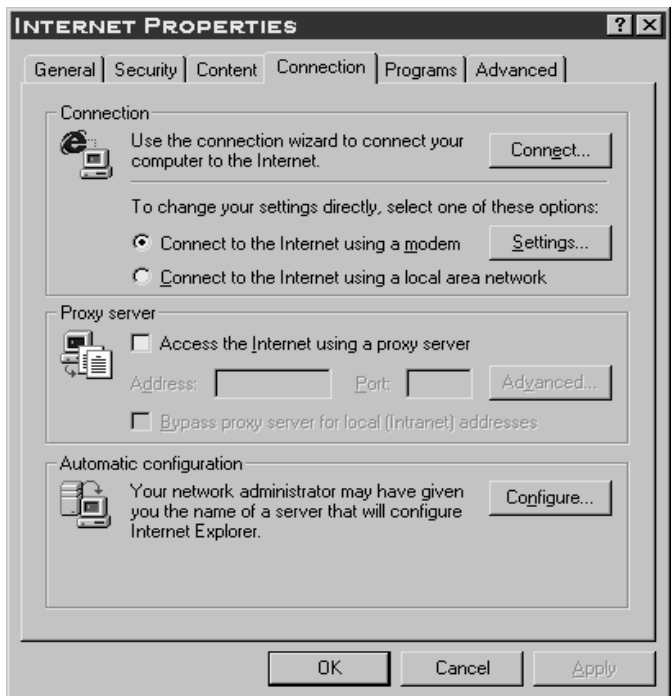 INTERNET PROPERTIES ? X
General Security Content Connection Programs Advanced
Connection
Use the connection wizard to connect your
computer to the Internet.
Connect...
To change your settings directly, select one of these options:
Connect to the Internet using a modem
Settings...
Connect to the Internet using a local area network
Proxy server
Access the Internet using a proxy server
Address: Port: Advanced...
Bypass proxy server for local (Intranet) addresses
Automatic configuration
Your network administrator may have given
you the name of a server that will configure
Internet Explorer.
Configure...
OK Cancel Apply